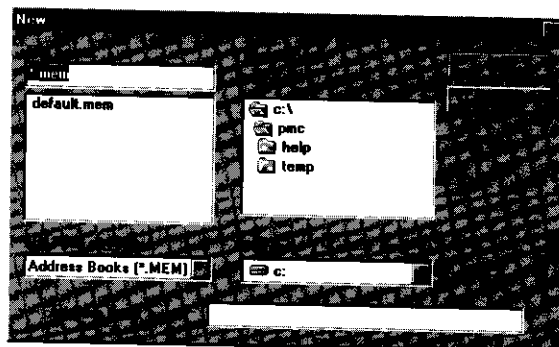 New
*.mem
default.mem
c:\
pmc
help
temp
Address Books (*.MEM)
c: